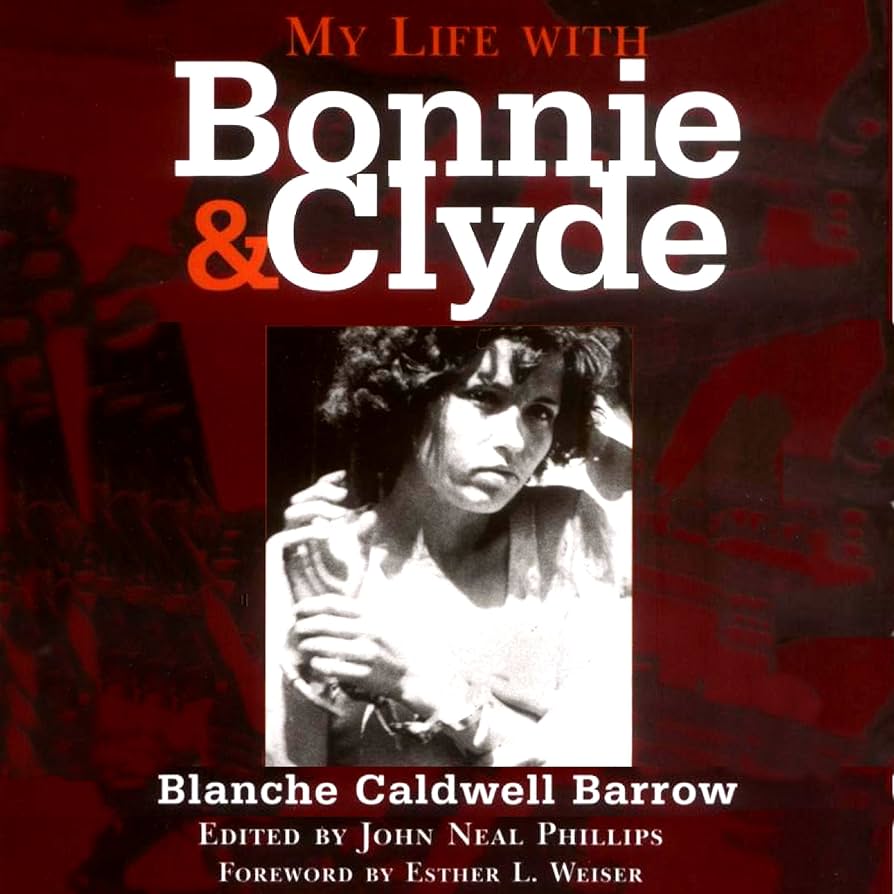 My Life with
Bonnie
&Clyde
Blanche Caldwell Barrow
Edited by John Neal Phillips
Foreword by Esther L. Weiser